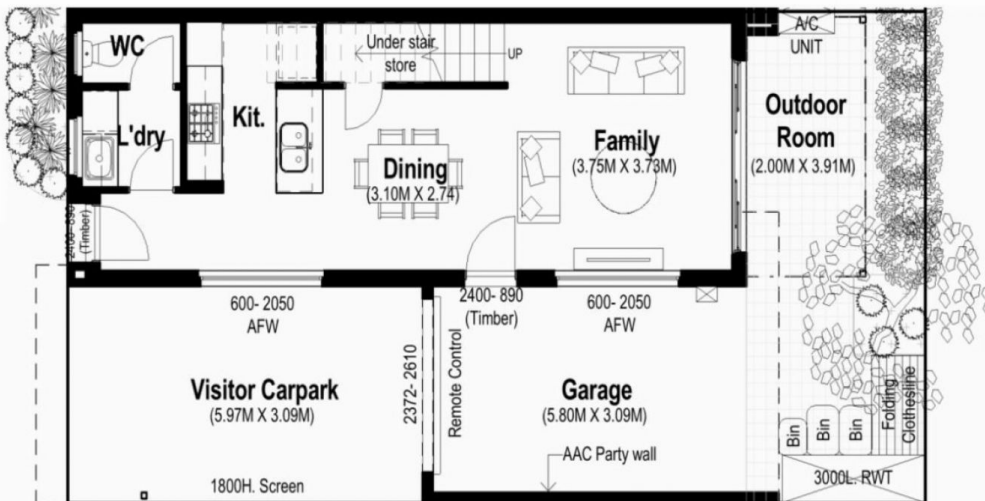 WC
L'dry
Kit.
Under stair
store
UP
Dining
(3.10M X 2.74)
Family
(3.75M X 3.73M)
A/C
UNIT
Outdoor
Room
(2.00M X 3.91M)
2400- 890
(Timber)
600- 2050
AFW
2400- 890
(Timber)
600- 2050
AFW
Visitor Carpark
(5.97M X 3.09M)
2372- 2610
Remote Control
Garage
(5.80M X 3.09M)
AAC Party wall
1800H. Screen
Bin
Bin
Bin
Folding
Clothesline
3000L. RWT